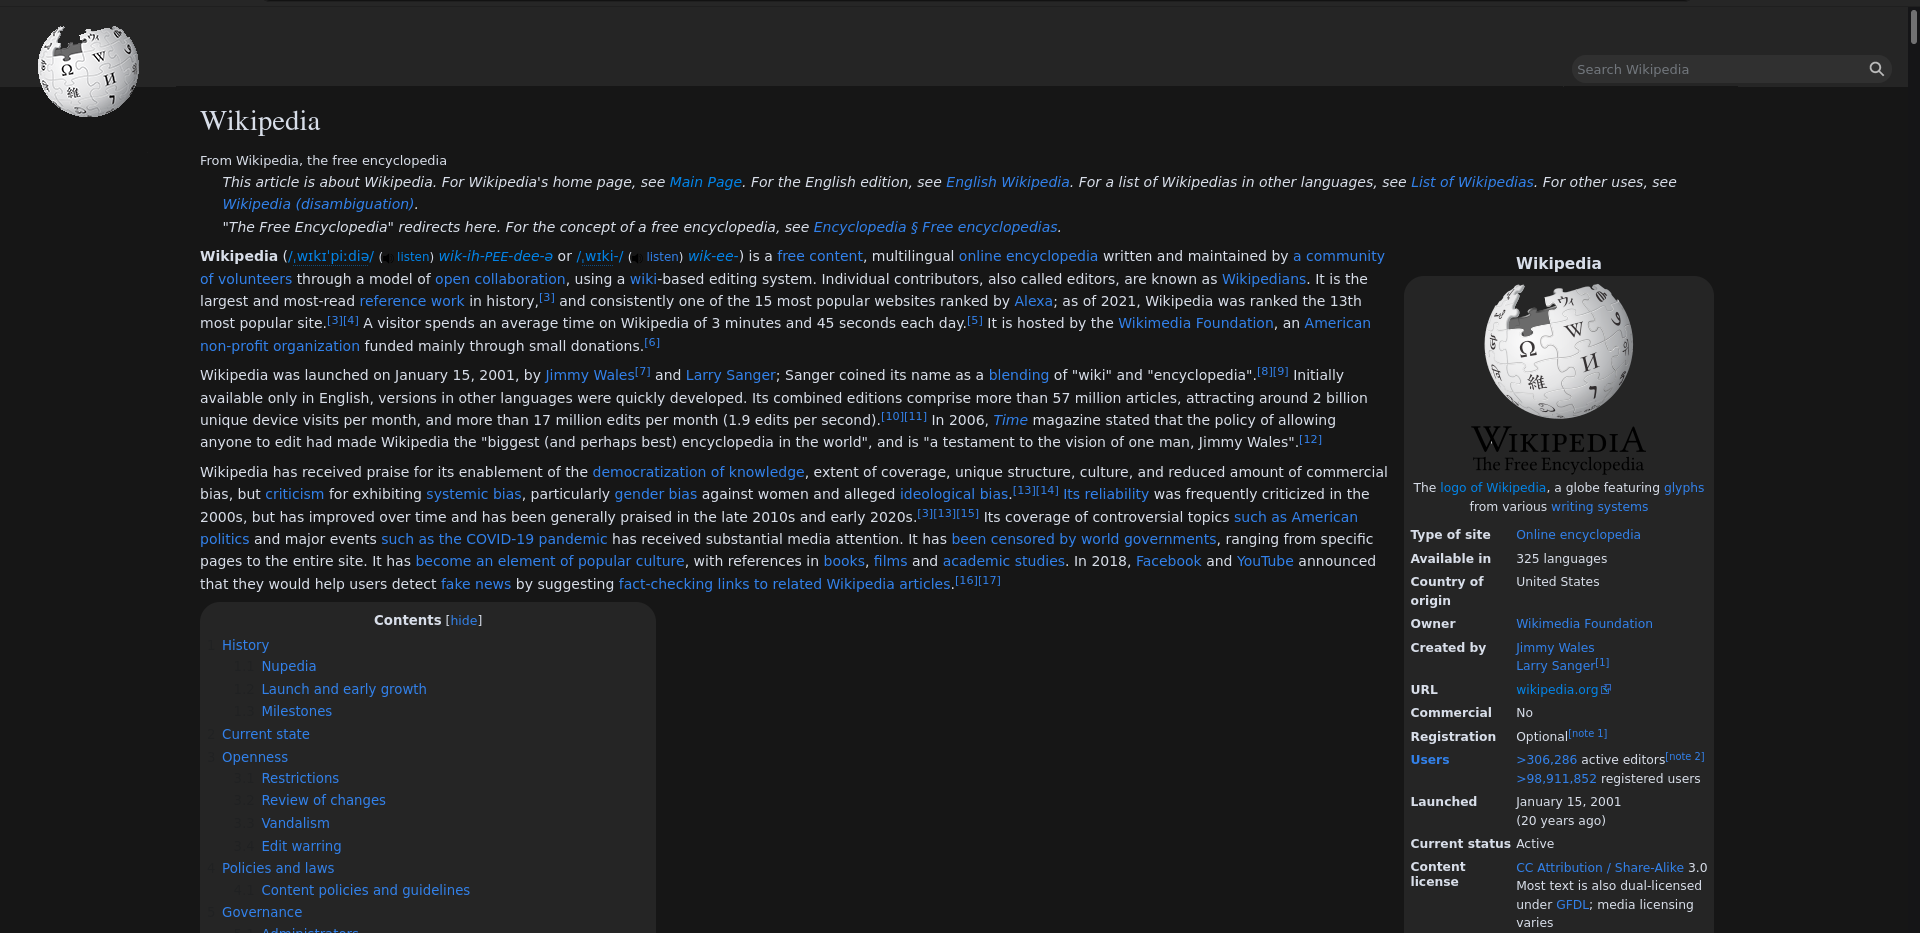 Search Wikipedia
Wikipedia
From Wikipedia, the free encyclopedia
This article is about Wikipedia. For Wikipedia's home page, see Main Page. For the English edition, see English Wikipedia. For a list of Wikipedias in other languages, see List of Wikipedias. For other uses, see
Wikipedia (disambiguation).
"The Free Encyclopedia" redirects here. For the concept of a free encyclopedia, see Encyclopedia § Free encyclopedias.
Wikipedia (/ˌwɪkɪˈpiːdiə/ ( listen) wik-ih-PEE-dee-ə or /ˌwɪki-/ ( listen) wik-ee-) is a free content, multilingual online encyclopedia written and maintained by a community
of volunteers through a model of open collaboration, using a wiki-based editing system. Individual contributors, also called editors, are known as Wikipedians. It is the
largest and most-read reference work in history,[3] and consistently one of the 15 most popular websites ranked by Alexa; as of 2021, Wikipedia was ranked the 13th
most popular site.[3][4] A visitor spends an average time on Wikipedia of 3 minutes and 45 seconds each day.[5] It is hosted by the Wikimedia Foundation, an American
non-profit organization funded mainly through small donations.[6]
Wikipedia was launched on January 15, 2001, by Jimmy Wales[7] and Larry Sanger; Sanger coined its name as a blending of "wiki" and "encyclopedia".[8][9] Initially
available only in English, versions in other languages were quickly developed. Its combined editions comprise more than 57 million articles, attracting around 2 billion
unique device visits per month, and more than 17 million edits per month (1.9 edits per second).[10][11] In 2006, Time magazine stated that the policy of allowing
anyone to edit had made Wikipedia the "biggest (and perhaps best) encyclopedia in the world", and is "a testament to the vision of one man, Jimmy Wales".[12]
Wikipedia has received praise for its enablement of the democratization of knowledge, extent of coverage, unique structure, culture, and reduced amount of commercial
bias, but criticism for exhibiting systemic bias, particularly gender bias against women and alleged ideological bias.[13][14] Its reliability was frequently criticized in the
2000s, but has improved over time and has been generally praised in the late 2010s and early 2020s.[3][13][15] Its coverage of controversial topics such as American
politics and major events such as the COVID-19 pandemic has received substantial media attention. It has been censored by world governments, ranging from specific
pages to the entire site. It has become an element of popular culture, with references in books, films and academic studies. In 2018, Facebook and YouTube announced
that they would help users detect fake news by suggesting fact-checking links to related Wikipedia articles.[16][17]
Contents [hide]
History
Nupedia
Launch and early growth
Milestones
Current state
Openness
Restrictions
Review of changes
Vandalism
Edit warring
Policies and laws
Content policies and guidelines
Governance
Administrators
Wikipedia
Ω W И 維 7
WIKIPEDIA
The Free Encyclopedia
The logo of Wikipedia, a globe featuring glyphs
from various writing systems
Type of site Online encyclopedia
Available in 325 languages
Country of United States
origin
Owner Wikimedia Foundation
Created by Jimmy Wales
Larry Sanger[1]
URL wikipedia.org
Commercial No
Registration Optional[note 1]
Users >306,286 active editors[note 2]
>98,911,852 registered users
Launched January 15, 2001
(20 years ago)
Current status Active
Content CC Attribution / Share-Alike 3.0
license Most text is also dual-licensed
under GFDL; media licensing
varies